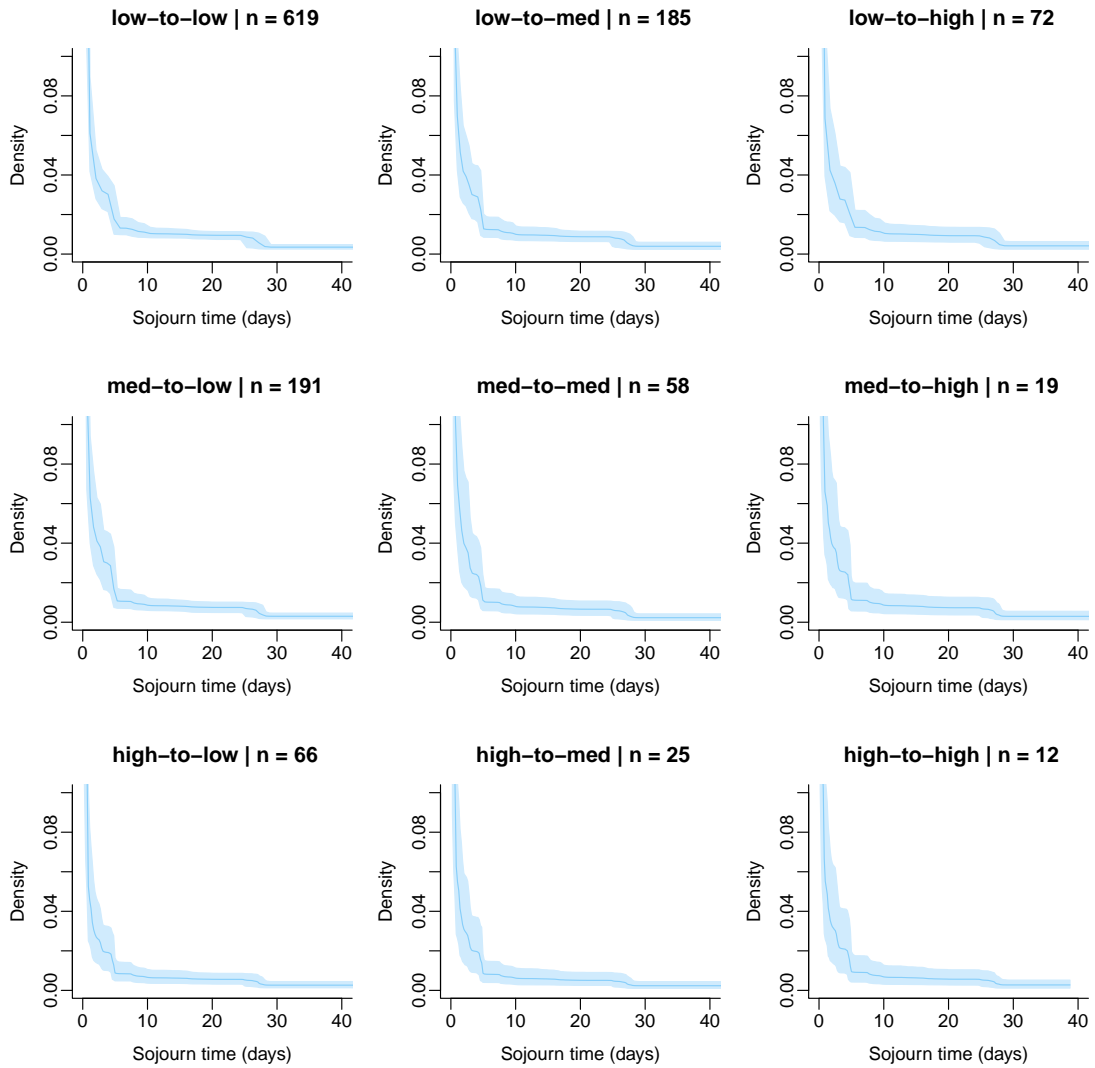 low−to−low | n = 619
low−to−med | n = 185
low−to−high | n = 72
Density
0.00 0.04 0.08
0 10 20 30 40
Sojourn time (days)
Density
0.00 0.04 0.08
0 10 20 30 40
Sojourn time (days)
Density
0.00 0.04 0.08
0 10 20 30 40
Sojourn time (days)
med−to−low | n = 191
med−to−med | n = 58
med−to−high | n = 19
Density
0.00 0.04 0.08
0 10 20 30 40
Sojourn time (days)
Density
0.00 0.04 0.08
0 10 20 30 40
Sojourn time (days)
Density
0.00 0.04 0.08
0 10 20 30 40
Sojourn time (days)
high−to−low | n = 66
high−to−med | n = 25
high−to−high | n = 12
Density
0.00 0.04 0.08
0 10 20 30 40
Sojourn time (days)
Density
0.00 0.04 0.08
0 10 20 30 40
Sojourn time (days)
Density
0.00 0.04 0.08
0 10 20 30 40
Sojourn time (days)